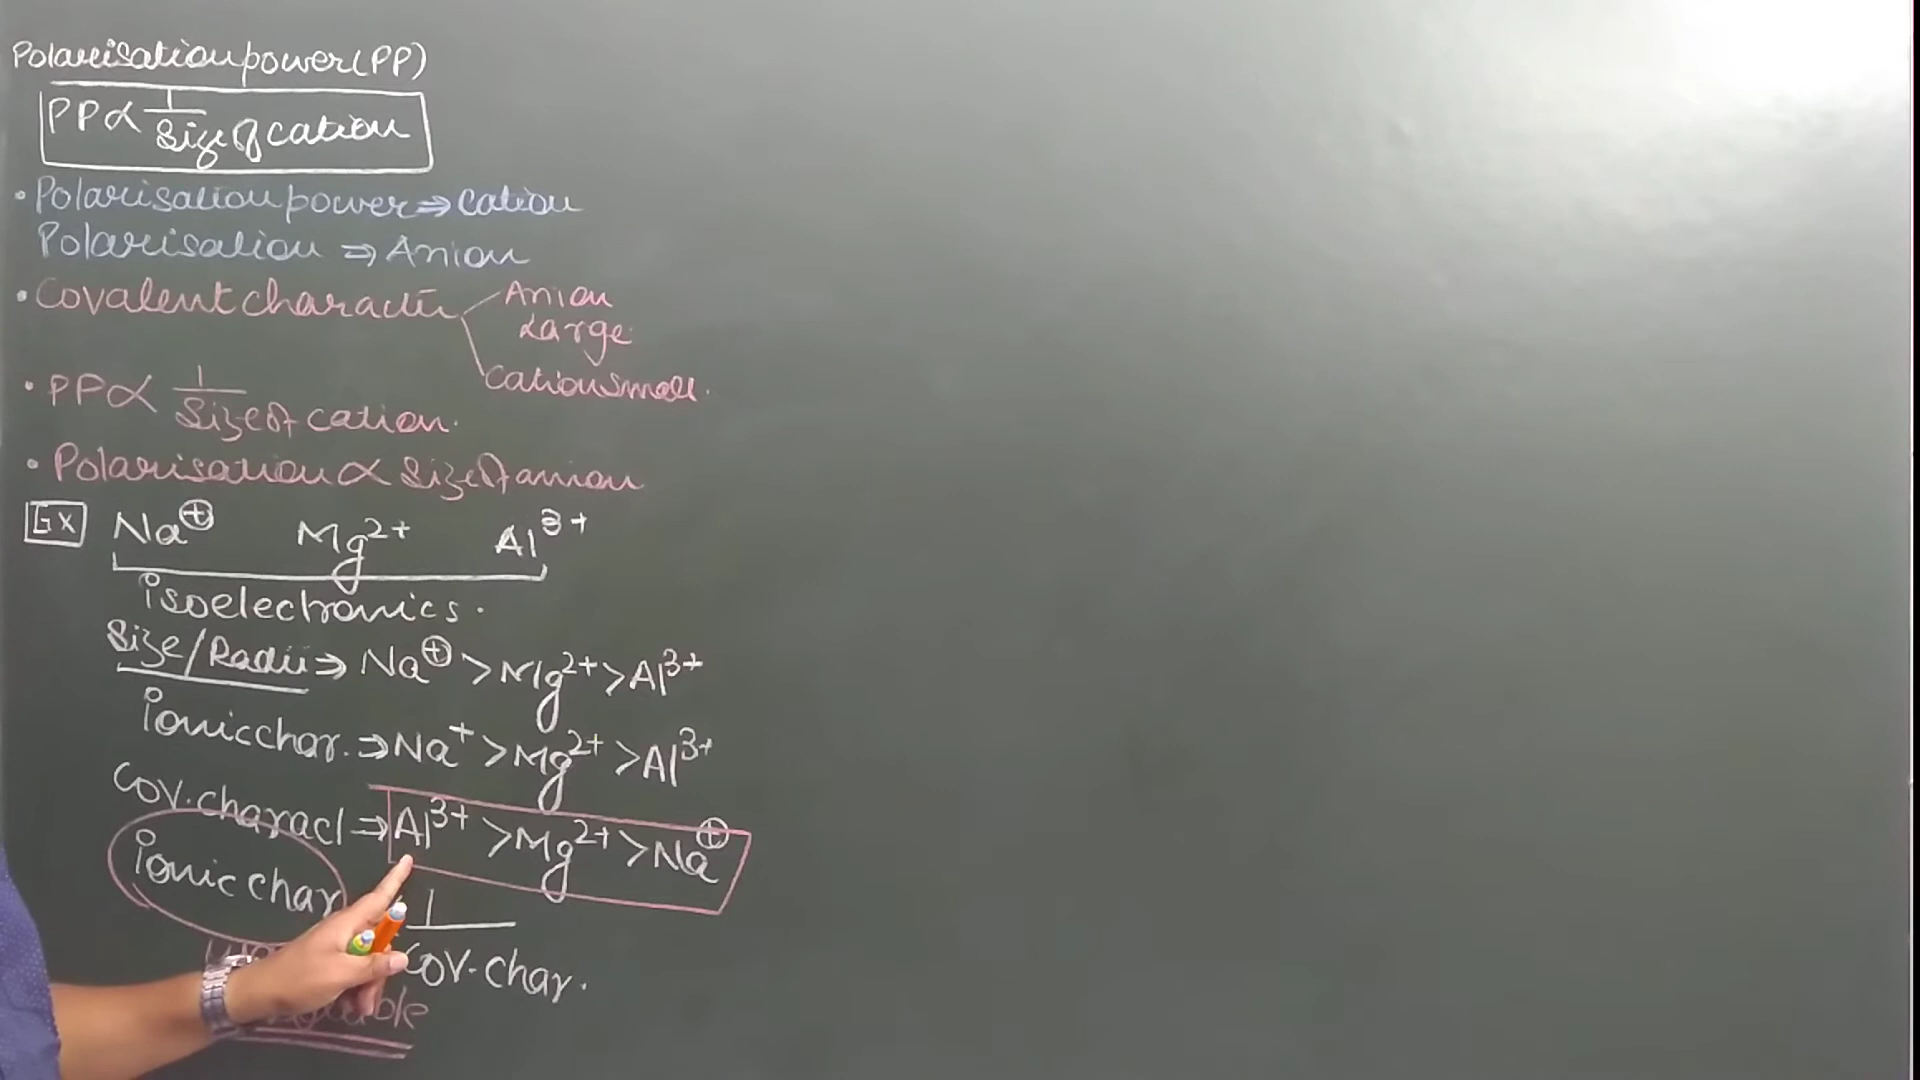 Polarisation power (PP)
PP ∝ 1/Size of cation
• Polarisation power ⇒ cation
Polarisation ⇒ Anion
• Covalent character Anion
Large
Cation small.
• PP ∝ 1/Size of cation.
• Polarisation ∝ Size of anion
Ex Na⊕ Mg2+ Al3+
isoelectronics.
Size/Radii ⇒ Na⊕ > Mg2+ > Al3+
ionic char. ⇒ Na+ > Mg2+ > Al3+
Cov. charact ⇒ Al3+ > Mg2+ > Na⊕
ionic char 1/Cov. char.